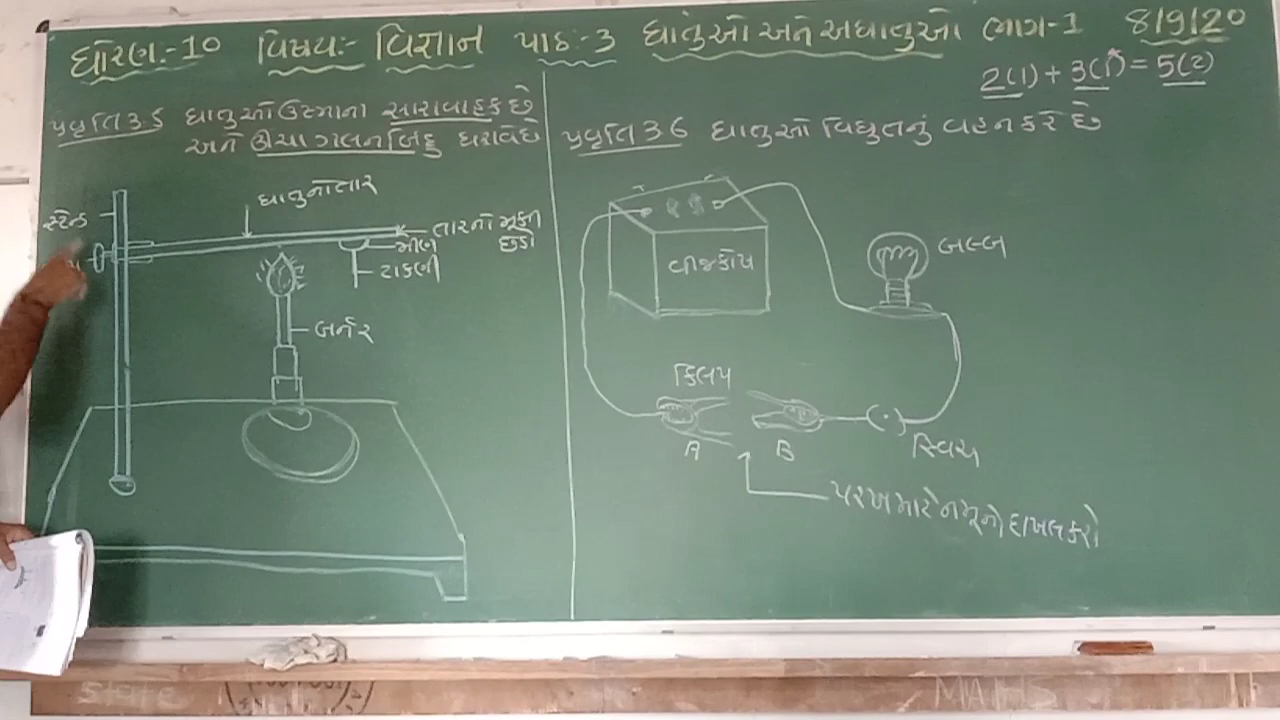 ધોરણ:-10 વિષય:- વિજ્ઞાન પાઠ:-3 ધાતુઓ અને અધાતુઓ ભાગ-1 8/9/20
2(1) + 3(1) = 5(2)
પ્રવૃતિ 3.5 ધાતુઓ ઉષ્માના સારાવાહક છે
અને ઊંચા ગલનબિંદુ ધરાવે છે
સ્ટેન્ડ
ધાતુનો તાર
તારનો મૂક્ત
છેડો
મીણ
ટાકણી
બર્નર
પ્રવૃતિ 3.6 ધાતુઓ વિદ્યુતનું વહન કરે છે
વીજકોષ
બલ્બ
ક્લિપ
A
B
સ્વિચ
પરખ માટે નમૂનો દાખલ કરો
State
MAHS